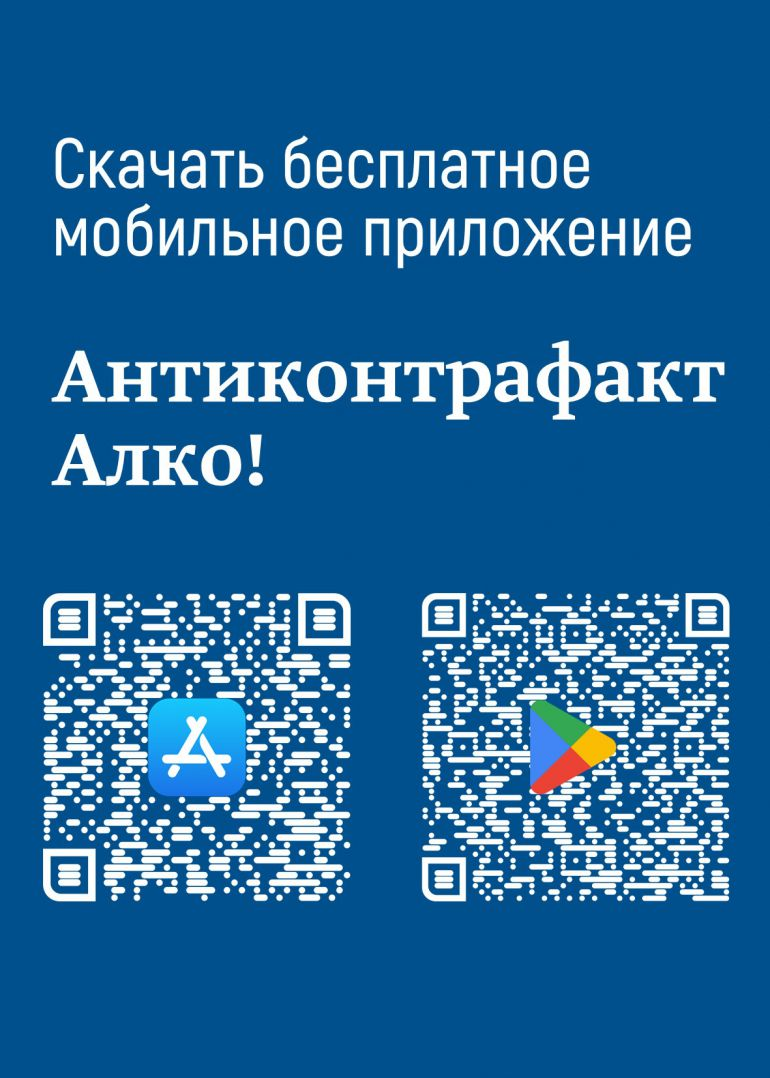 Скачать бесплатное
мобильное приложение
Антиконтрафакт
Алко!